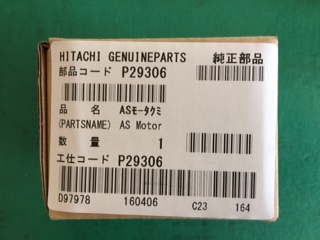 HITACHI GENUINEPARTS 純正部品
部品コード P29306
品 名 ASモータクミ
(PARTSNAME) AS Motor
数 量 1
エ仕コード P29306
D97978 160406 C23 164